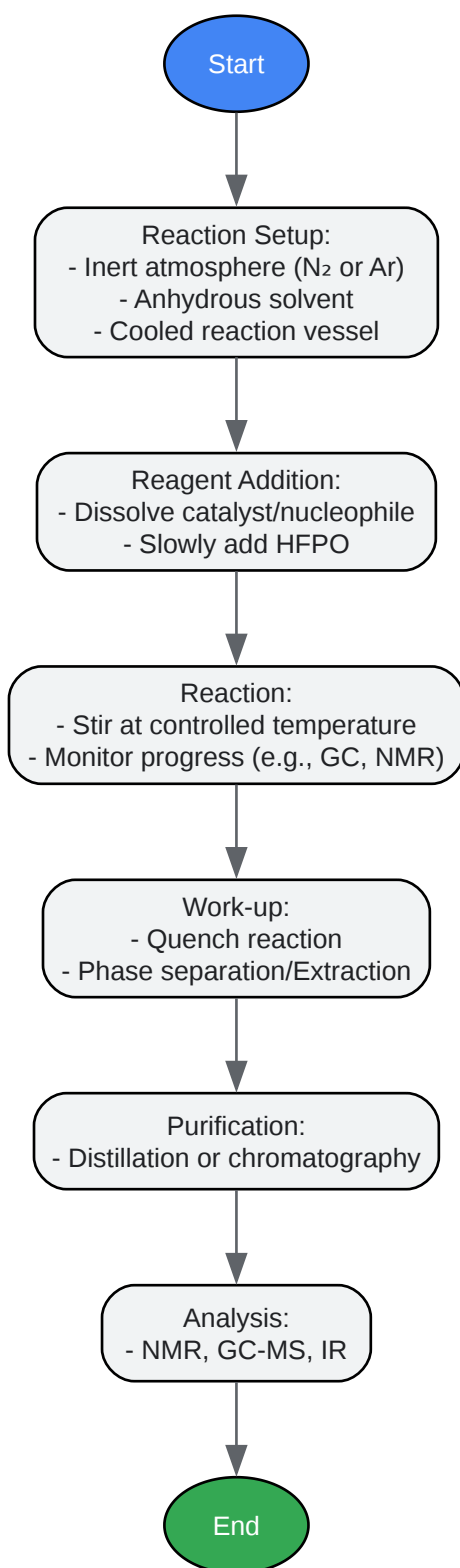 Start
Reaction Setup:
- Inert atmosphere (N₂ or Ar)
- Anhydrous solvent
- Cooled reaction vessel
Reagent Addition:
- Dissolve catalyst/nucleophile
- Slowly add HFPO
Reaction:
- Stir at controlled temperature
- Monitor progress (e.g., GC, NMR)
Work-up:
- Quench reaction
- Phase separation/Extraction
Purification:
- Distillation or chromatography
Analysis:
- NMR, GC-MS, IR
End